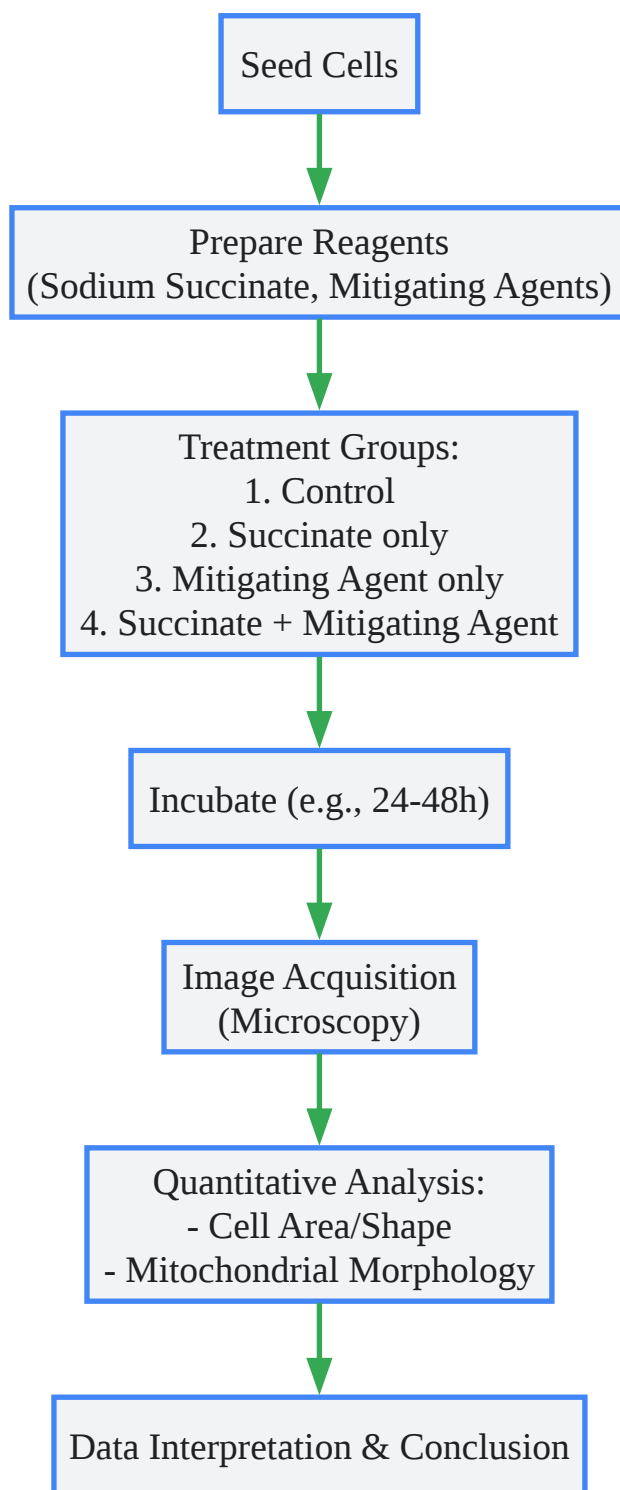 Seed Cells
Prepare Reagents
(Sodium Succinate, Mitigating Agents)
Treatment Groups:
1. Control
2. Succinate only
3. Mitigating Agent only
4. Succinate + Mitigating Agent
Incubate (e.g., 24-48h)
Image Acquisition
(Microscopy)
Quantitative Analysis:
- Cell Area/Shape
- Mitochondrial Morphology
Data Interpretation & Conclusion